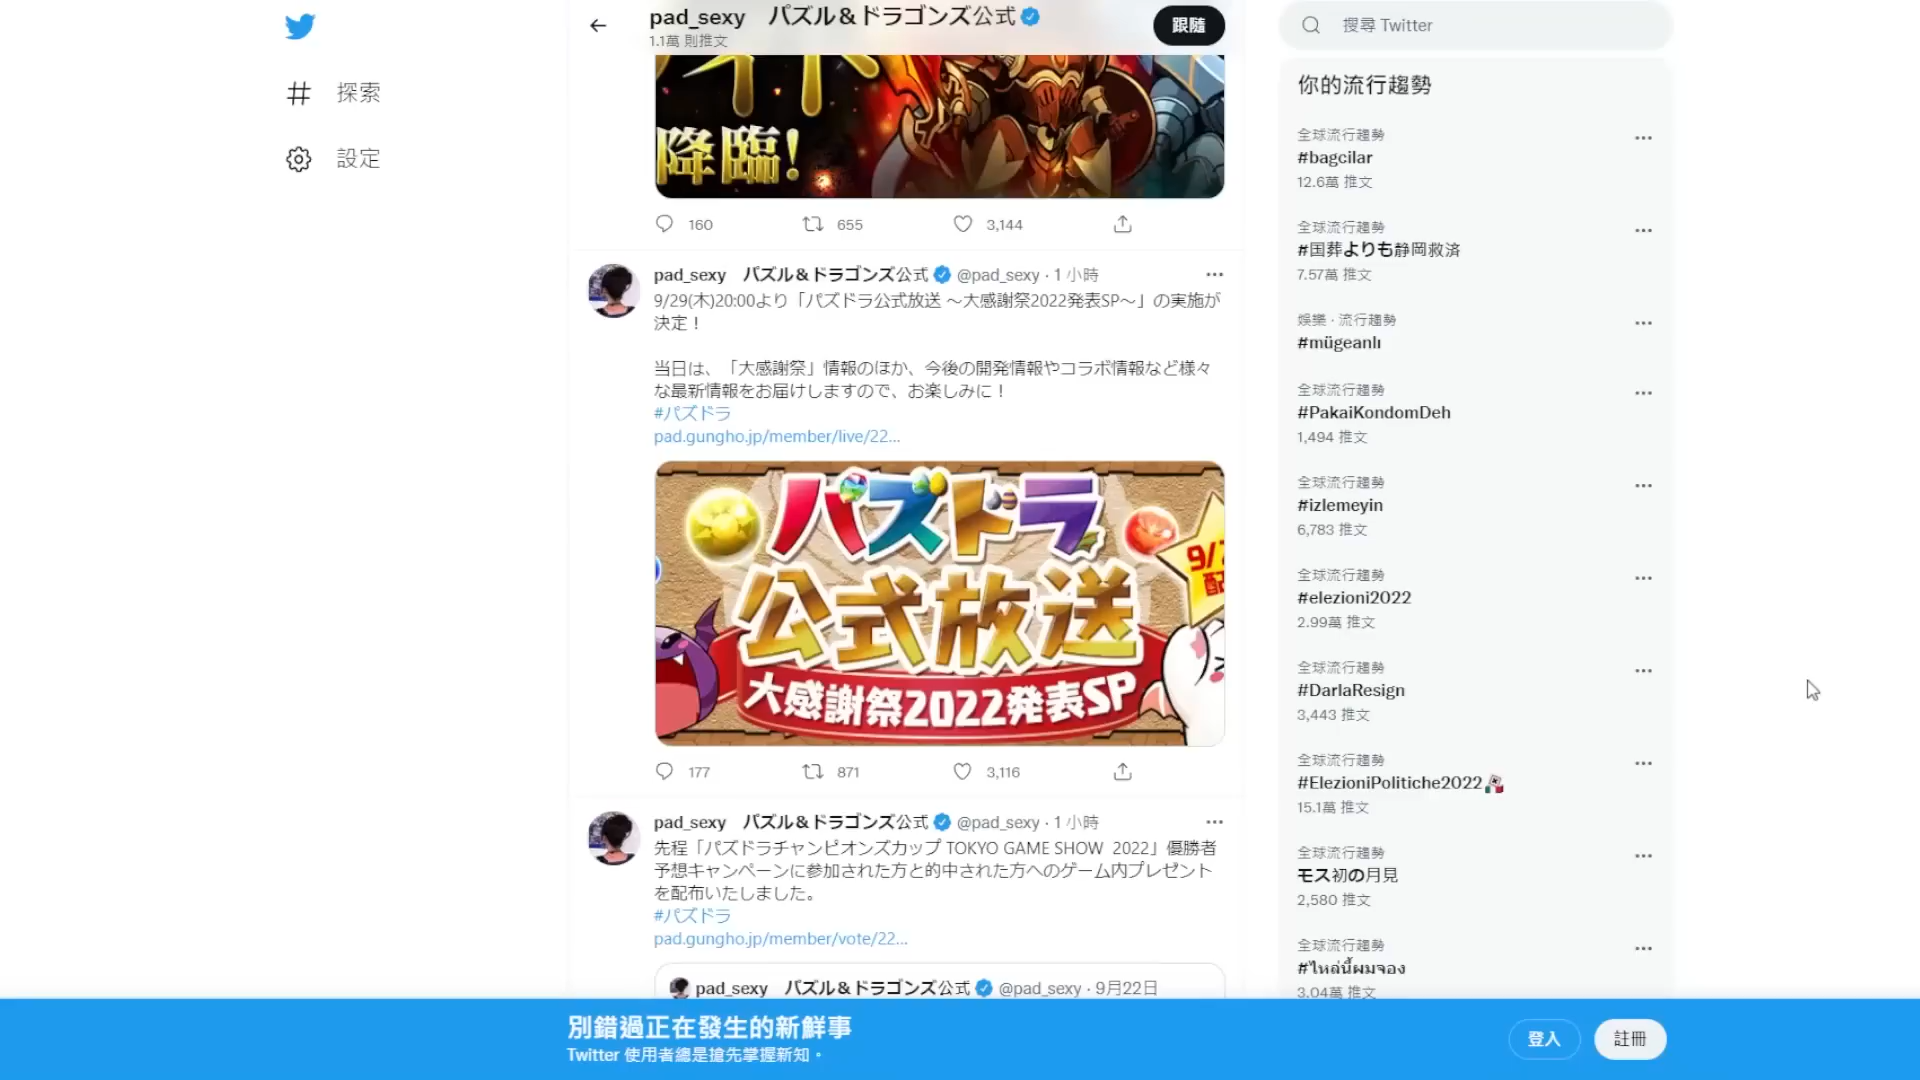 探索
設定
pad_sexy　パズル＆ドラゴンズ公式
1.1萬 則推文
跟隨
降臨!
160 655 3,144
pad_sexy　パズル＆ドラゴンズ公式 @pad_sexy · 1 小時
9/29(木)20:00より「パズドラ公式放送 ～大感謝祭2022発表SP～」の実施が
決定！
当日は、「大感謝祭」情報のほか、今後の開発情報やコラボ情報など様々
な最新情報をお届けしますので、お楽しみに！
#パズドラ
pad.gungho.jp/member/live/22...
パズドラ
公式放送
大感謝祭2022発表SP
9/
配
177 871 3,116
pad_sexy　パズル＆ドラゴンズ公式 @pad_sexy · 1 小時
先程「パズドラチャンピオンズカップ TOKYO GAME SHOW 2022」優勝者
予想キャンペーンに参加された方と的中された方へのゲーム内プレゼント
を配布いたしました。
#パズドラ
pad.gungho.jp/member/vote/22...
pad_sexy　パズル＆ドラゴンズ公式 @pad_sexy · 9月22日
搜尋 Twitter
你的流行趨勢
全球流行趨勢
#bagcilar
12.6萬 推文
全球流行趨勢
#国葬よりも静岡救済
7.57萬 推文
娛樂 · 流行趨勢
#mügeanlı
全球流行趨勢
#PakaiKondomDeh
1,494 推文
全球流行趨勢
#izlemeyin
6,783 推文
全球流行趨勢
#elezioni2022
2.99萬 推文
全球流行趨勢
#DarlaResign
3,443 推文
全球流行趨勢
#ElezioniPolitiche2022
15.1萬 推文
全球流行趨勢
モス初の月見
2,580 推文
全球流行趨勢
#ไหล่นี้ผมจอง
3.04萬 推文
別錯過正在發生的新鮮事
Twitter 使用者總是搶先掌握新知。
登入
註冊